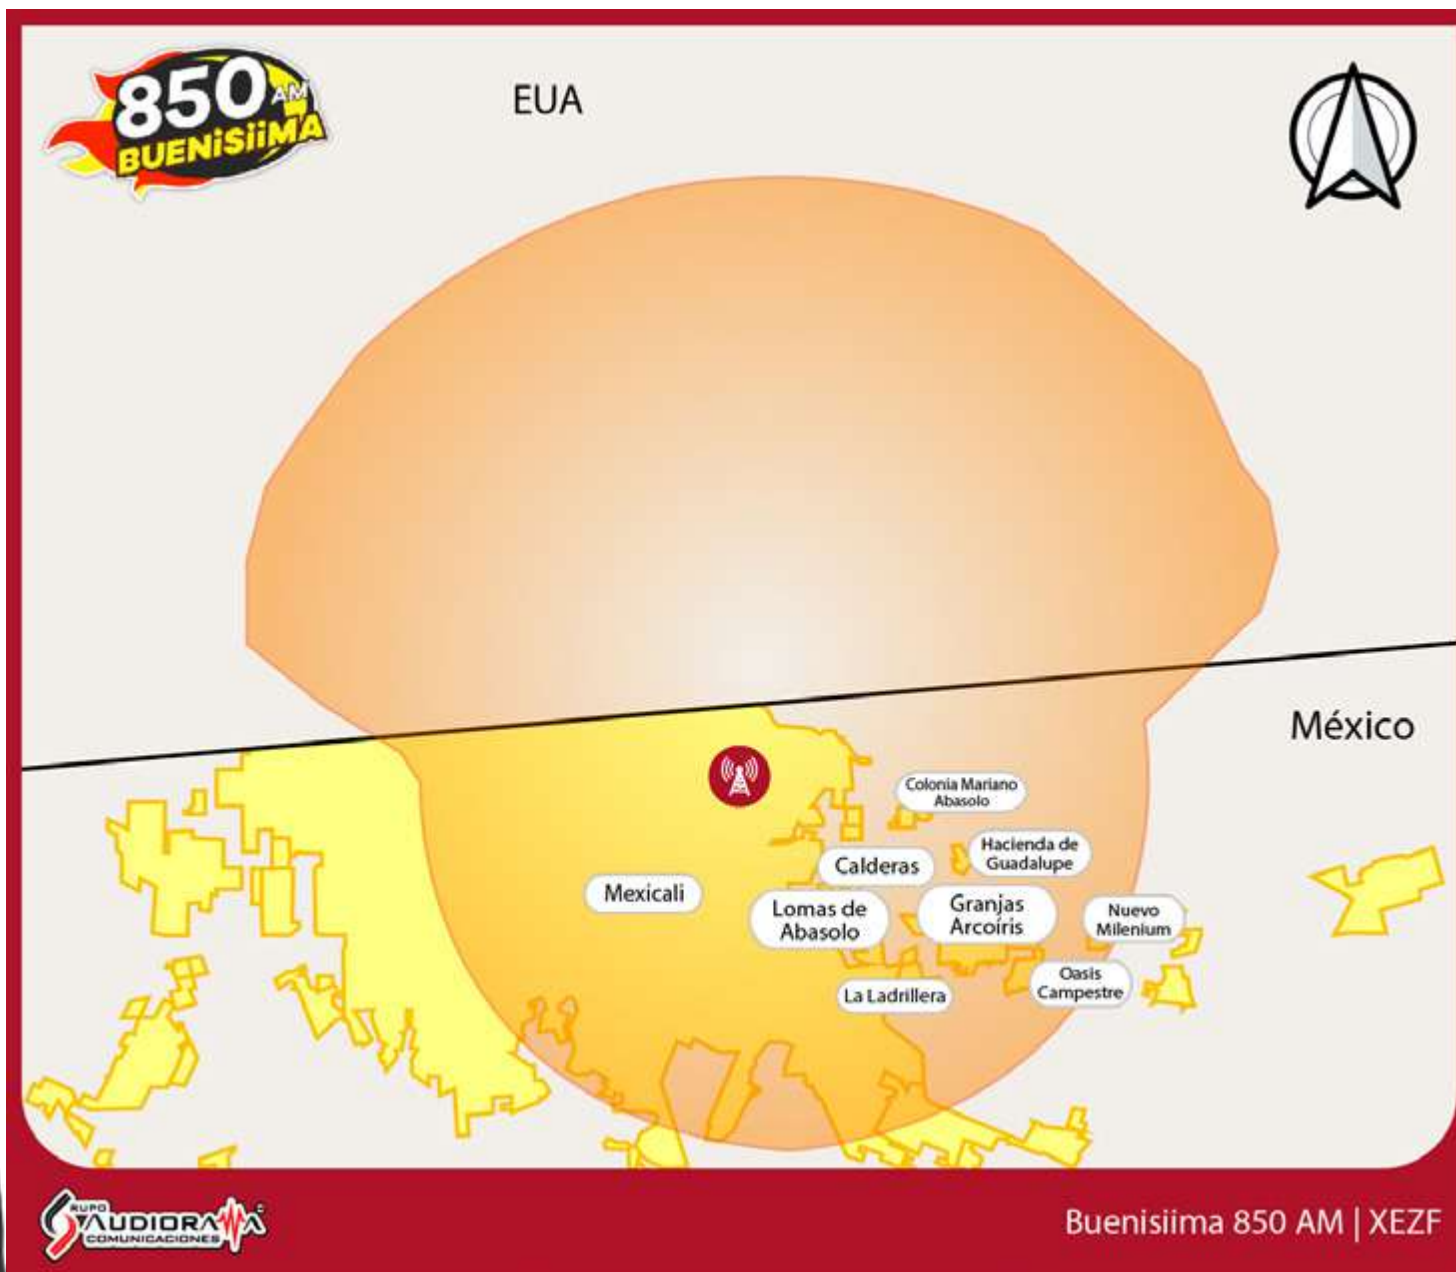 850 AM
BUENiSiiMA
EUA
México
Colonia Mariano
Abasolo
Hacienda de
Guadalupe
Calderas
Mexicali
Lomas de
Abasolo
Granjas
Arcoíris
Nuevo
Milenium
Oasis
Campestre
La Ladrillera
GRUPO
AUDIORAMA
COMUNICACIONES
Buenisiima 850 AM | XEZF